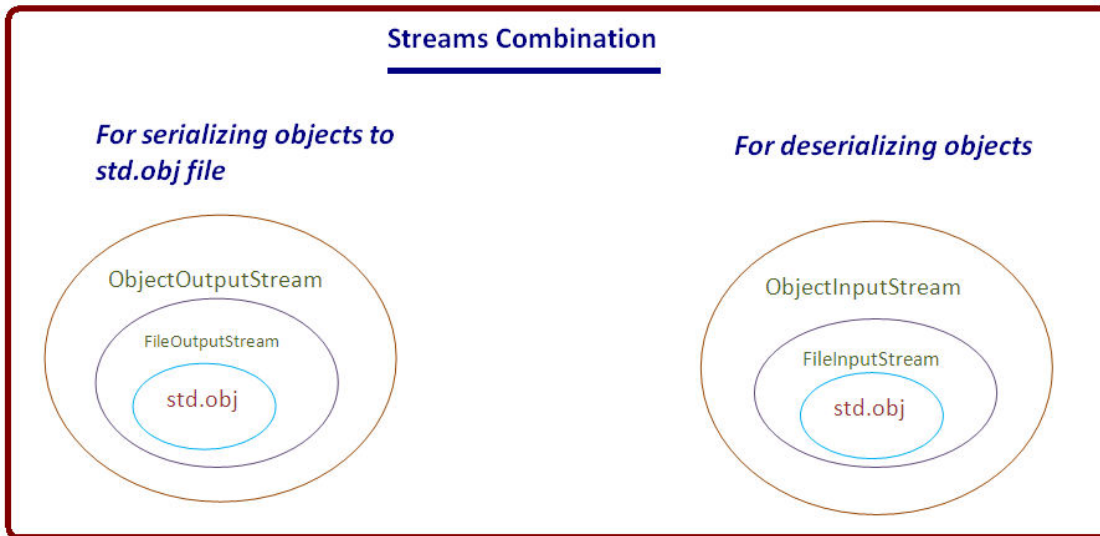 Streams Combination
For serializing objects to
std.obj file
ObjectOutputStream
FileOutputStream
std.obj
For deserializing objects
ObjectInputStream
FileInputStream
std.obj